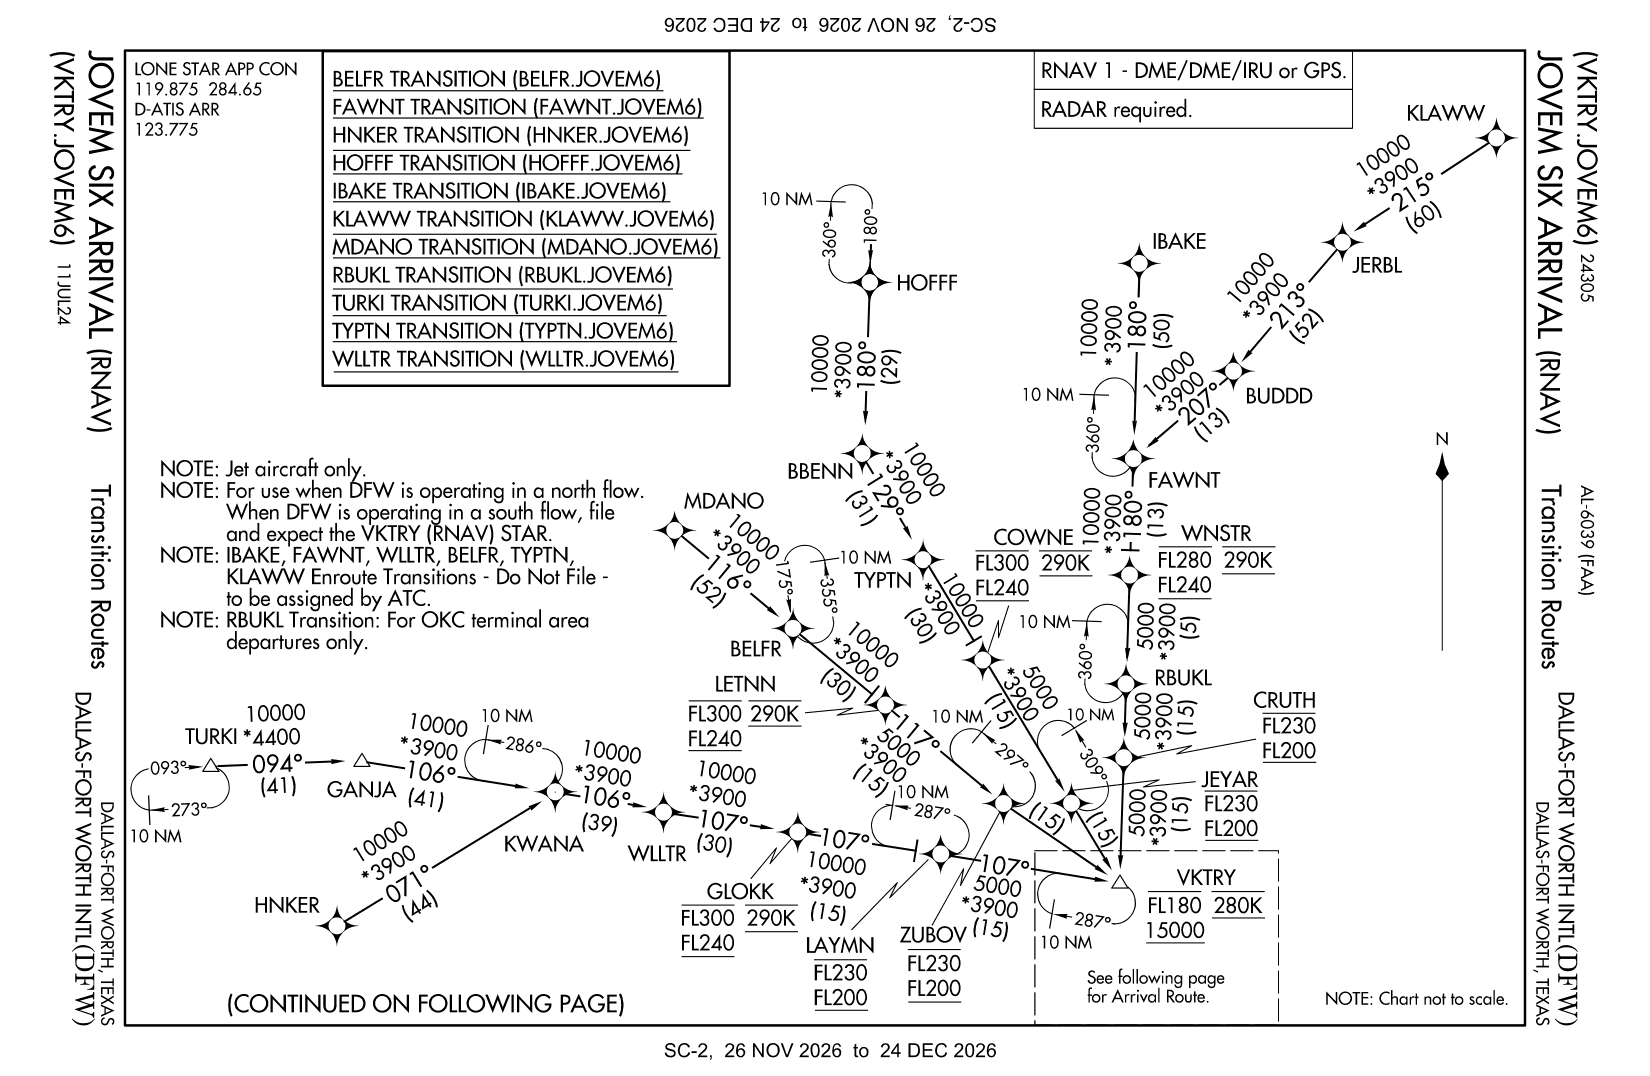 SC-2, 26 NOV 2026 to 24 DEC 2026
(VKTRY.JOVEM6) 11JUL24
JOVEM SIX ARRIVAL (RNAV)
Transition Routes
DALLAS-FORT WORTH INTL (DFW)
DALLAS-FORT WORTH, TEXAS
LONE STAR APP CON
119.875 284.65
D-ATIS ARR
123.775
BELFR TRANSITION (BELFR.JOVEM6)
FAWNT TRANSITION (FAWNT.JOVEM6)
HNKER TRANSITION (HNKER.JOVEM6)
HOFFF TRANSITION (HOFFF.JOVEM6)
IBAKE TRANSITION (IBAKE.JOVEM6)
KLAWW TRANSITION (KLAWW.JOVEM6)
MDANO TRANSITION (MDANO.JOVEM6)
RBUKL TRANSITION (RBUKL.JOVEM6)
TURKI TRANSITION (TURKI.JOVEM6)
TYPTN TRANSITION (TYPTN.JOVEM6)
WLLTR TRANSITION (WLLTR.JOVEM6)
RNAV 1 - DME/DME/IRU or GPS.
RADAR required.
KLAWW
10000
*3900
215°
(60)
JERBL
10000
*3900
213°
(52)
BUDDD
10000
*3900
207°
(13)
IBAKE
10000
*3900
180°
(50)
10 NM
360°
FAWNT
10000
*3900
180°
(13)
WNSTR
FL280 290K
FL240
5000
*3900
(5)
10 NM
360°
RBUKL
5000
*3900
(15)
CRUTH
FL230
FL200
5000
*3900
(15)
10 NM
180°
360°
HOFFF
10000
*3900
180°
(29)
BBENN
10000
*3900
129°
(31)
TYPTN
10000
*3900
(30)
COWNE
FL300 290K
FL240
5000
*3900
(15)
10 NM
309°
JEYAR
FL230
FL200
(15)
N
NOTE: Jet aircraft only.
NOTE: For use when DFW is operating in a north flow.
When DFW is operating in a south flow, file
and expect the VKTRY (RNAV) STAR.
NOTE: IBAKE, FAWNT, WLLTR, BELFR, TYPTN,
KLAWW Enroute Transitions - Do Not File -
to be assigned by ATC.
NOTE: RBUKL Transition: For OKC terminal area
departures only.
MDANO
10000
*3900
116°
(52)
10 NM
175°
355°
BELFR
10000
*3900
(30)
LETNN
FL300 290K
FL240
117°
5000
*3900
(15)
10 NM
297°
ZUBOV
FL230
FL200
(15)
TURKI
093°
273°
10 NM
10000
*4400
094°
(41)
GANJA
10000
*3900
106°
(41)
10 NM
286°
KWANA
HNKER
10000
*3900
071°
(44)
10000
*3900
106°
(39)
WLLTR
10000
*3900
107°
(30)
GLOKK
FL300 290K
FL240
107°
10000
*3900
(15)
10 NM
287°
LAYMN
FL230
FL200
107°
5000
*3900
(15)
VKTRY
FL180 280K
15000
287°
10 NM
See following page
for Arrival Route.
(CONTINUED ON FOLLOWING PAGE)
NOTE: Chart not to scale.
(VKTRY.JOVEM6) 24305
JOVEM SIX ARRIVAL (RNAV)
AL-6039 (FAA)
Transition Routes
DALLAS-FORT WORTH INTL (DFW)
DALLAS-FORT WORTH, TEXAS
SC-2, 26 NOV 2026 to 24 DEC 2026